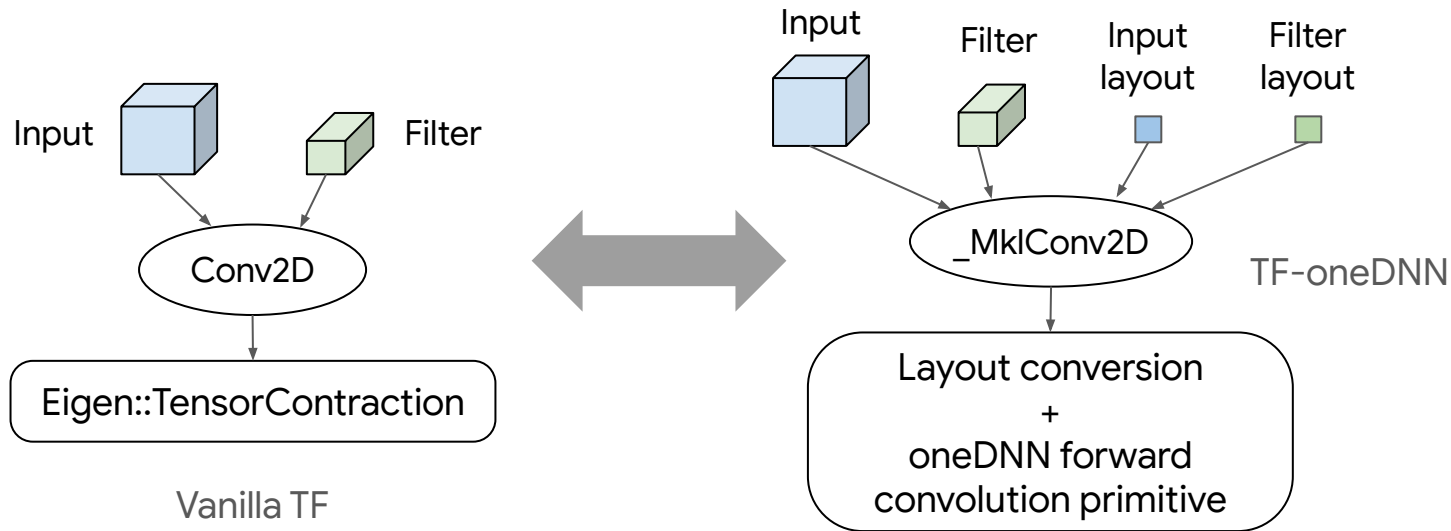 Input
Filter
Conv2D
Eigen::TensorContraction
Vanilla TF
Input
Filter
Input
layout
Filter
layout
_MklConv2D
TF-oneDNN
Layout conversion
+
oneDNN forward
convolution primitive